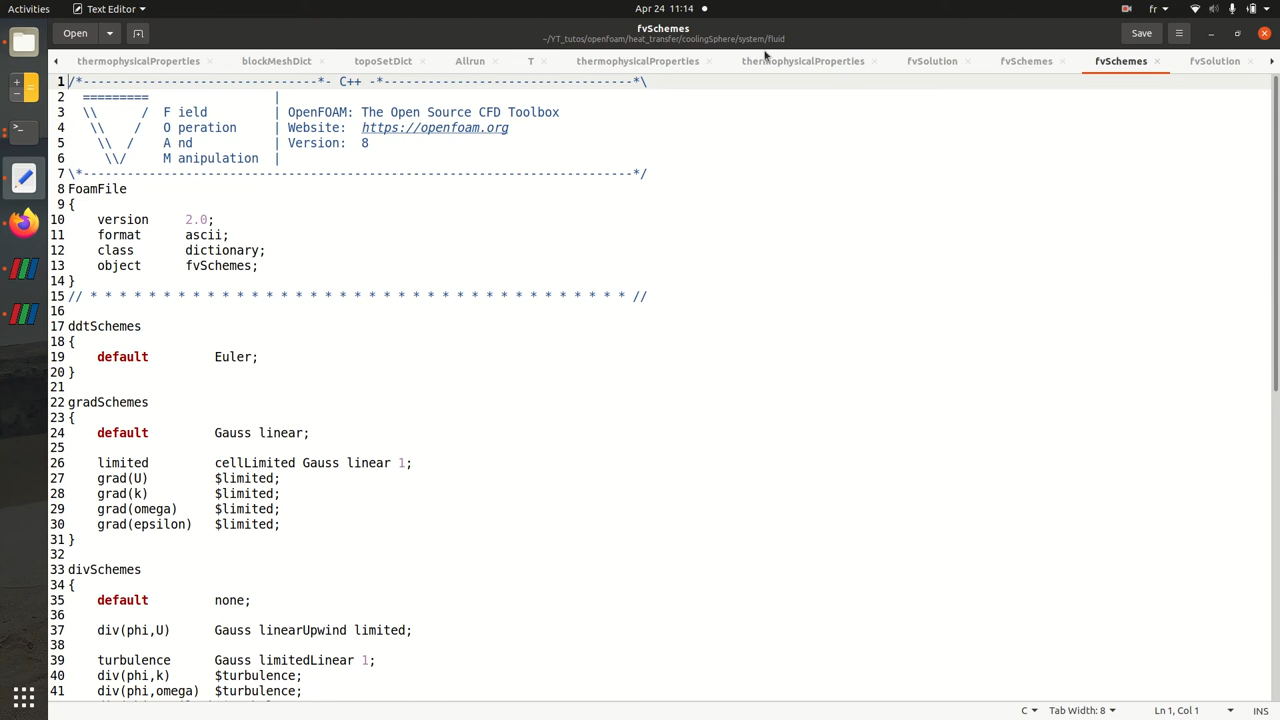 Activities
Text Editor
Apr 24 11:14
fr
Open
fvSchemes
~/YT_tutos/openfoam/heat_transfer/coolingSphere/system/fluid
Save
thermophysicalProperties
blockMeshDict
topoSetDict
Allrun
T
thermophysicalProperties
thermophysicalProperties
fvSolution
fvSchemes
fvSchemes
fvSolution
1 /*--------------------------------*- C++ -*----------------------------------*\
2   =========                 |
3   \\      /  F ield         | OpenFOAM: The Open Source CFD Toolbox
4    \\    /   O peration     | Website:  https://openfoam.org
5     \\  /    A nd           | Version:  8
6      \\/     M anipulation  |
7 \*---------------------------------------------------------------------------*/
8 FoamFile
9 {
10     version     2.0;
11     format      ascii;
12     class       dictionary;
13     object      fvSchemes;
14 }
15 // * * * * * * * * * * * * * * * * * * * * * * * * * * * * * * * * * * * * * //
16
17 ddtSchemes
18 {
19     default         Euler;
20 }
21
22 gradSchemes
23 {
24     default         Gauss linear;
25
26     limited         cellLimited Gauss linear 1;
27     grad(U)         $limited;
28     grad(k)         $limited;
29     grad(omega)     $limited;
30     grad(epsilon)   $limited;
31 }
32
33 divSchemes
34 {
35     default         none;
36
37     div(phi,U)      Gauss linearUpwind limited;
38
39     turbulence      Gauss limitedLinear 1;
40     div(phi,k)      $turbulence;
41     div(phi,omega)  $turbulence;
C
Tab Width: 8
Ln 1, Col 1
INS